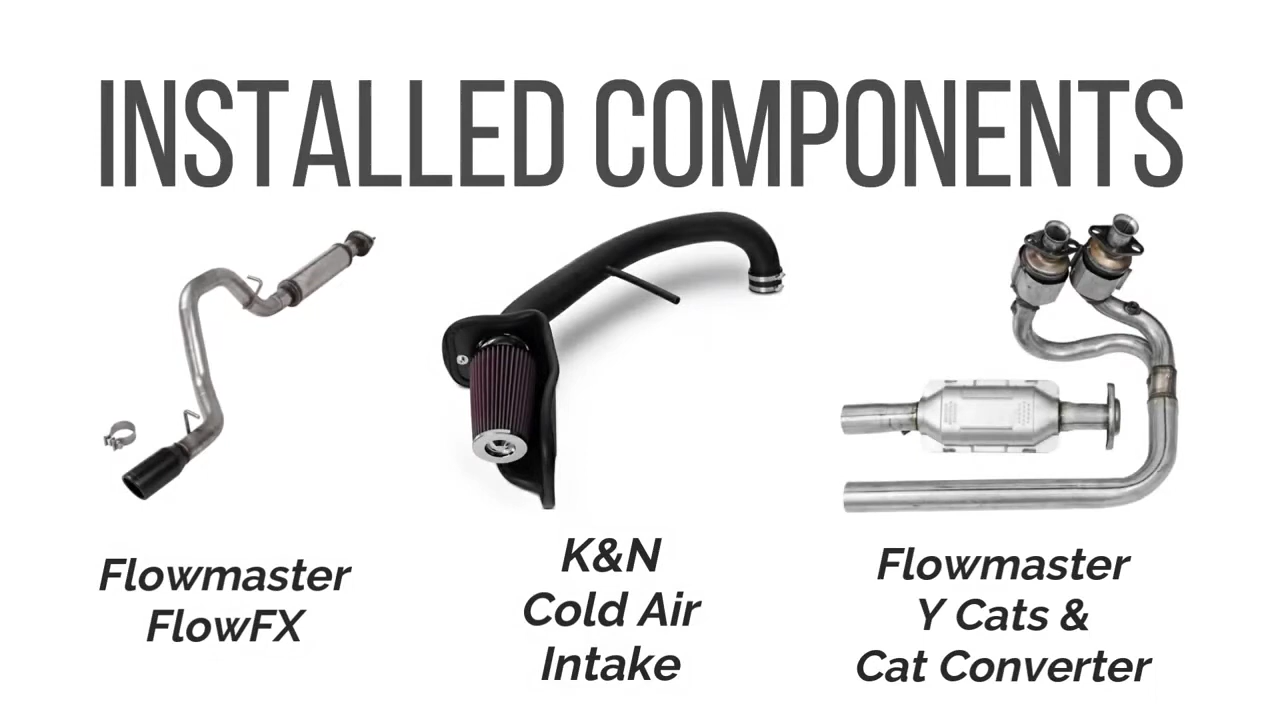 INSTALLED COMPONENTS
Flowmaster
FlowFX
K&N
Cold Air
Intake
Flowmaster
Y Cats &
Cat Converter